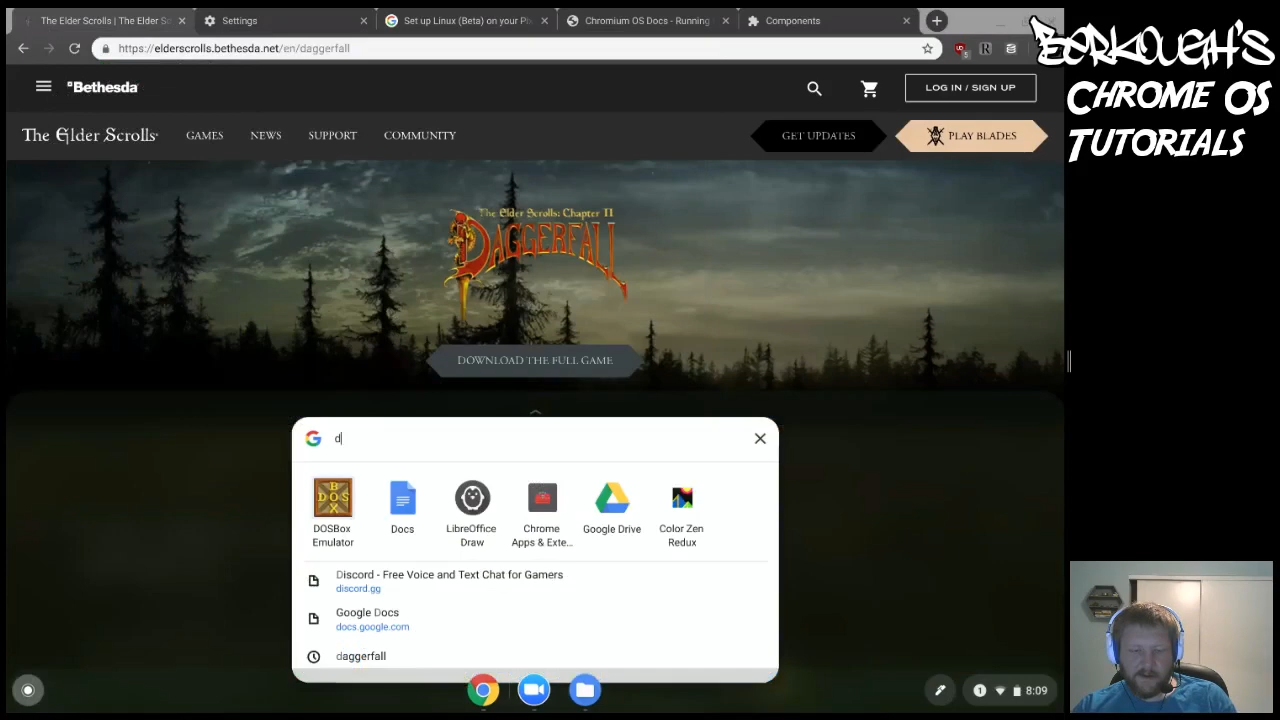 The Elder Scrolls | The Elder Sc
Settings
Set up Linux (Beta) on your Pi
Chromium OS Docs - Running
Components
https://elderscrolls.bethesda.net/en/daggerfall
Bethesda
LOG IN / SIGN UP
The Elder Scrolls
GAMES
NEWS
SUPPORT
COMMUNITY
GET UPDATES
PLAY BLADES
BERKOUGH'S
CHROME OS
TUTORIALS
The Elder Scrolls: Chapter II
DAGGERFALL
DOWNLOAD THE FULL GAME
d
DOSBox
Emulator
Docs
LibreOffice
Draw
Chrome
Apps & Exte...
Google Drive
Color Zen
Redux
Discord - Free Voice and Text Chat for Gamers
discord.gg
Google Docs
docs.google.com
daggerfall
1
8:09